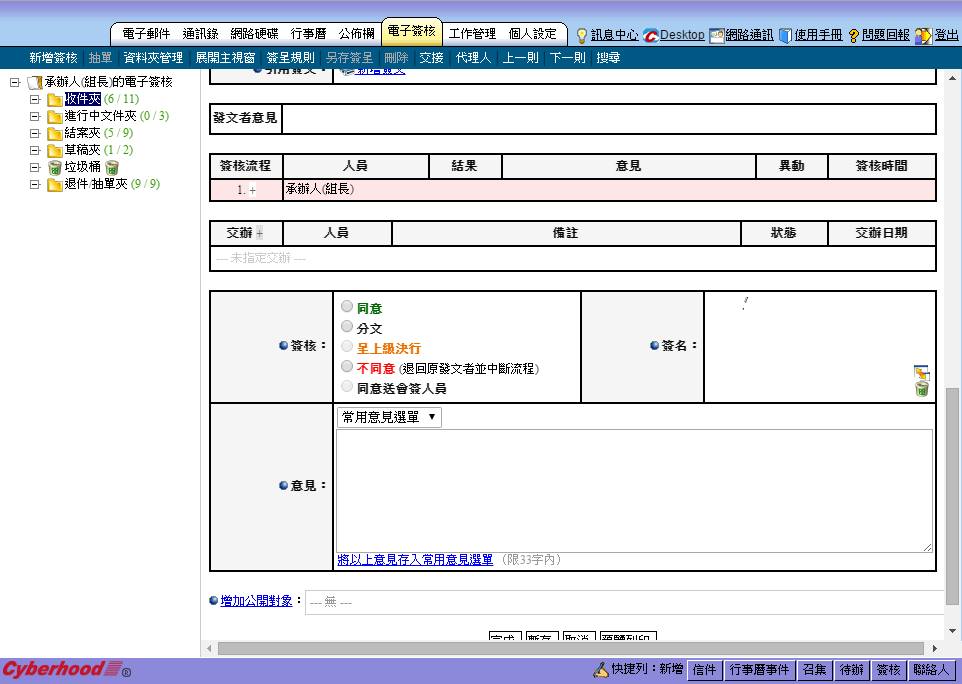 電子郵件 通訊錄 網路硬碟 行事曆 公佈欄 電子簽核 工作管理 個人設定 訊息中心 Desktop 網路通訊 使用手冊 問題回報 登出
新增簽核 抽單 資料夾管理 展開主視窗 簽呈規則 另存簽呈 刪除 交接 代理人 上一則 下一則 搜尋
承辦人(組長)的電子簽核
收件夾 (6 / 11)
進行中文件夾 (0 / 3)
結案夾 (5 / 9)
草稿夾 (1 / 2)
垃圾桶
退件/抽單夾 (9 / 9)
引用簽文： 新增簽文
發文者意見
簽核流程 人員 結果 意見 異動 簽核時間
1. + 承辦人(組長)
交辦 + 人員 備註 狀態 交辦日期
--- 未指定交辦 ---
簽核：
同意
分文
呈上級決行
不同意 (退回原發文者並中斷流程)
同意送會簽人員
簽名：
意見：
常用意見選單 ▼
將以上意見存入常用意見選單 (限33字內)
增加公開對象： --- 無 ---
完成 暫存 取消 預覽列印
Cyberhood ® 快捷列：新增 信件 行事曆事件 召集 待辦 簽核 聯絡人